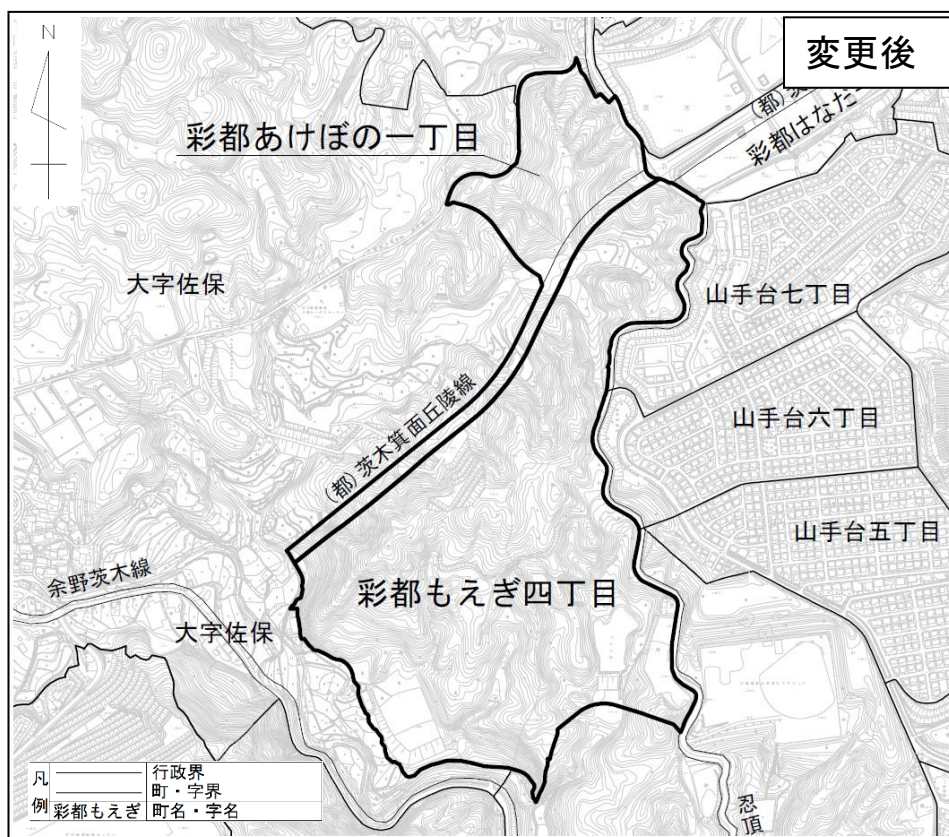 N
変更後
(都)茨
彩都はなだ
彩都あけぼの一丁目
大字佐保
山手台七丁目
(都)茨木箕面丘陵線
山手台六丁目
山手台五丁目
余野茨木線
彩都もえぎ四丁目
大字佐保
凡例
行政界
町・字界
彩都もえぎ 町名・字名
忍頂